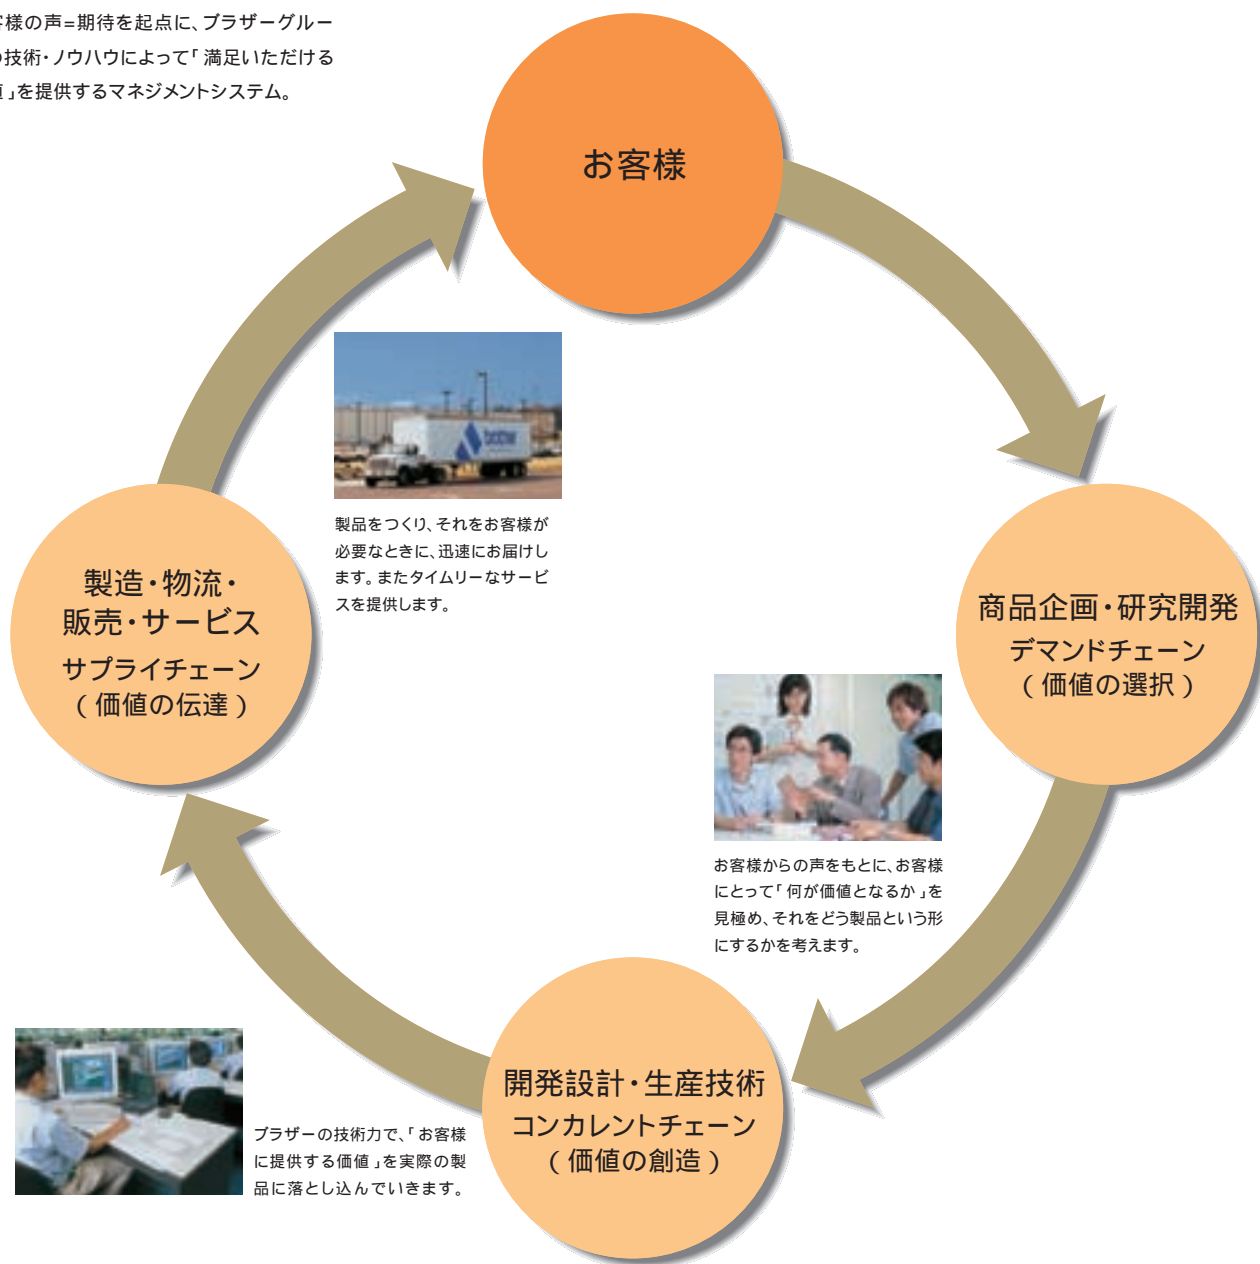 客様の声=期待を起点に、ブラザーグルー
の技術・ノウハウによって「満足いただける
」を提供するマネジメントシステム。
お客様
brother
製品をつくり、それをお客様が
必要なときに、迅速にお届けし
ます。またタイムリーなサービ
スを提供します。
製造・物流・
販売・サービス
サプライチェーン
(価値の伝達)
商品企画・研究開発
デマンドチェーン
(価値の選択)
お客様からの声をもとに、お客様
にとって「何が価値となるか」を
見極め、それをどう製品という形
にするかを考えます。
開発設計・生産技術
コンカレントチェーン
(価値の創造)
ブラザーの技術力で、「お客様
に提供する価値」を実際の製
品に落とし込んでいきます。